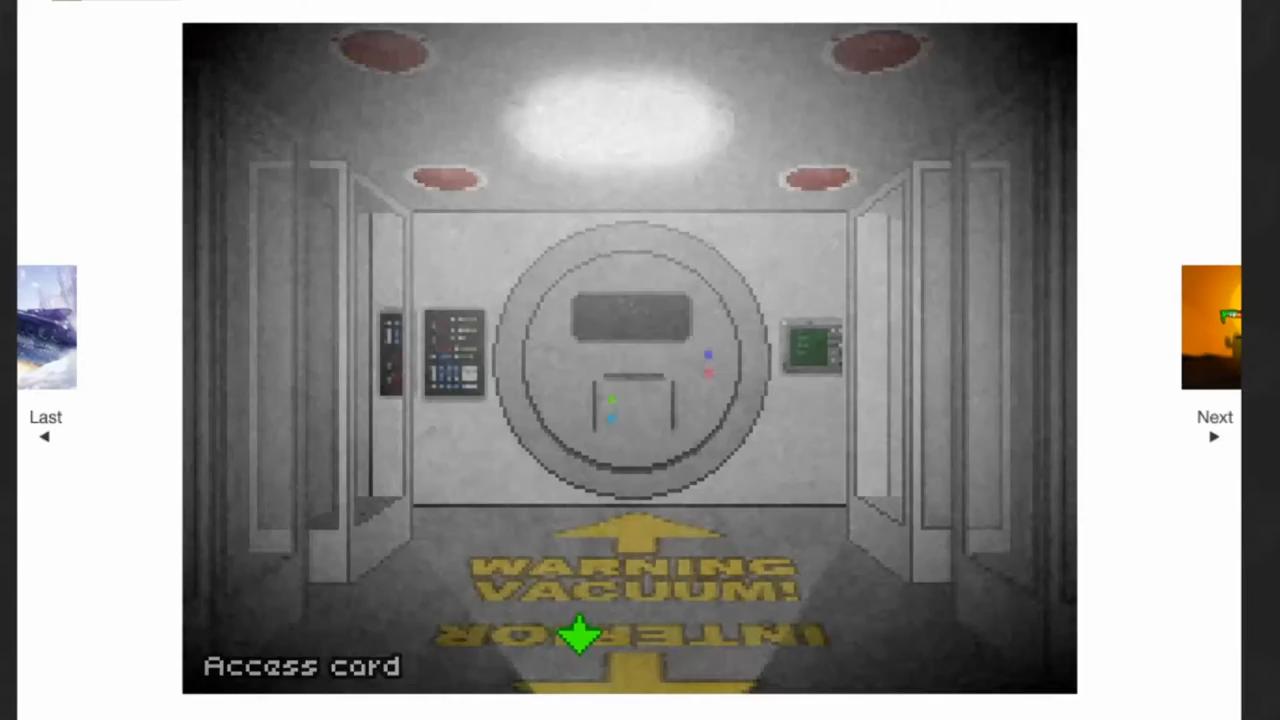 Last
Next
WARNING
VACUUM!
INTERIOR
Access card